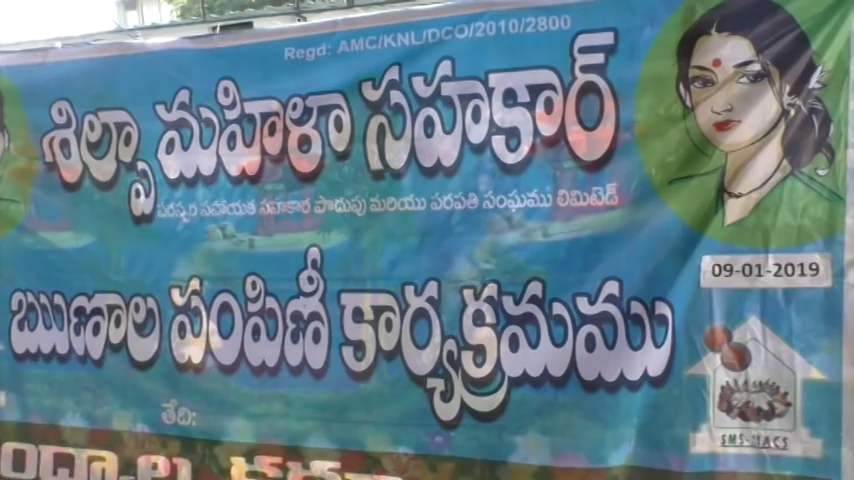 Regd: AMC/KNL/DCO/2010/2800
శిల్పా మహిళా సహకార్
పరస్పర సహాయక సహకార పొదుపు మరియు పరపతి సంఘము లిమిటెడ్
09-01-2019
ఋణాల పంపిణీ కార్యక్రమము
తేది:
SMS-MACS